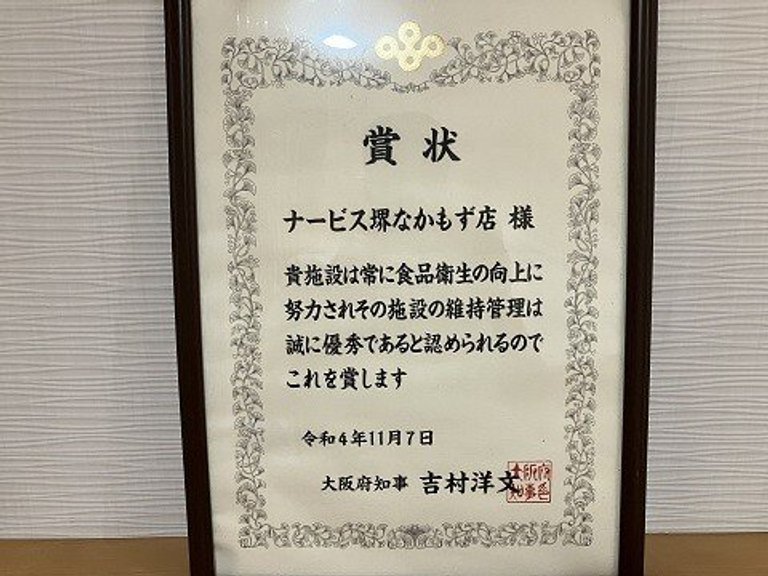 賞状
ナービス堺なかもず店 様
貴施設は常に食品衛生の向上に
努力されその施設の維持管理は
誠に優秀であると認められるので
これを賞します
令和4年11月7日
大阪府知事 吉村洋文